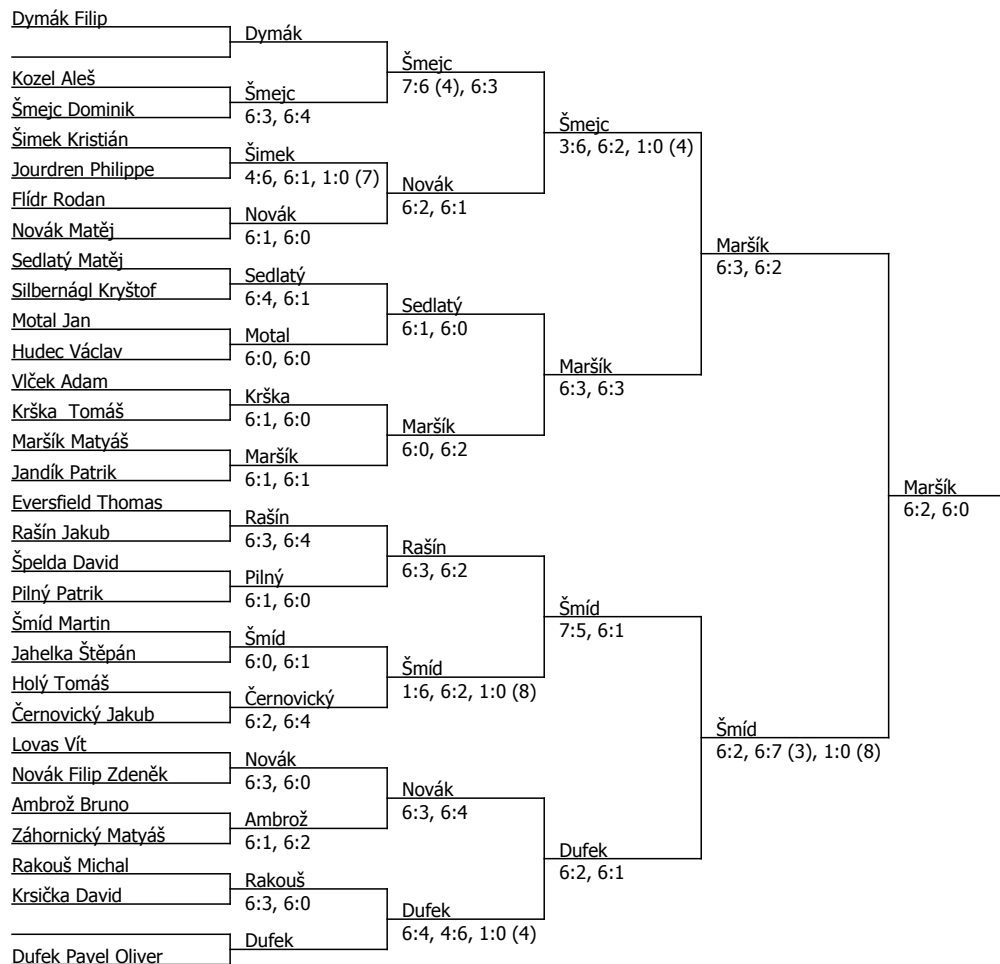 Dymák Filip
Dymák
Kozel Aleš
Šmejc Dominik
Šmejc
6:3, 6:4
Šmejc
7:6 (4), 6:3
Šimek Kristián
Jourdren Philippe
Šimek
4:6, 6:1, 1:0 (7)
Flídr Rodan
Novák Matěj
Novák
6:1, 6:0
Novák
6:2, 6:1
Šmejc
3:6, 6:2, 1:0 (4)
Sedlatý Matěj
Silbernágl Kryštof
Sedlatý
6:4, 6:1
Motal Jan
Hudec Václav
Motal
6:0, 6:0
Sedlatý
6:1, 6:0
Vlček Adam
Krška  Tomáš
Krška
6:1, 6:0
Maršík Matyáš
Jandík Patrik
Maršík
6:1, 6:1
Maršík
6:0, 6:2
Maršík
6:3, 6:3
Maršík
6:3, 6:2
Eversfield Thomas
Rašín Jakub
Rašín
6:3, 6:4
Špelda David
Pilný Patrik
Pilný
6:1, 6:0
Rašín
6:3, 6:2
Šmíd Martin
Jahelka Štěpán
Šmíd
6:0, 6:1
Holý Tomáš
Černovický Jakub
Černovický
6:2, 6:4
Šmíd
1:6, 6:2, 1:0 (8)
Šmíd
7:5, 6:1
Lovas Vít
Novák Filip Zdeněk
Novák
6:3, 6:0
Ambrož Bruno
Záhornický Matyáš
Ambrož
6:1, 6:2
Novák
6:3, 6:4
Rakouš Michal
Krsička David
Rakouš
6:3, 6:0
Dufek Pavel Oliver
Dufek
Dufek
6:4, 4:6, 1:0 (4)
Dufek
6:2, 6:1
Šmíd
6:2, 6:7 (3), 1:0 (8)
Maršík
6:2, 6:0